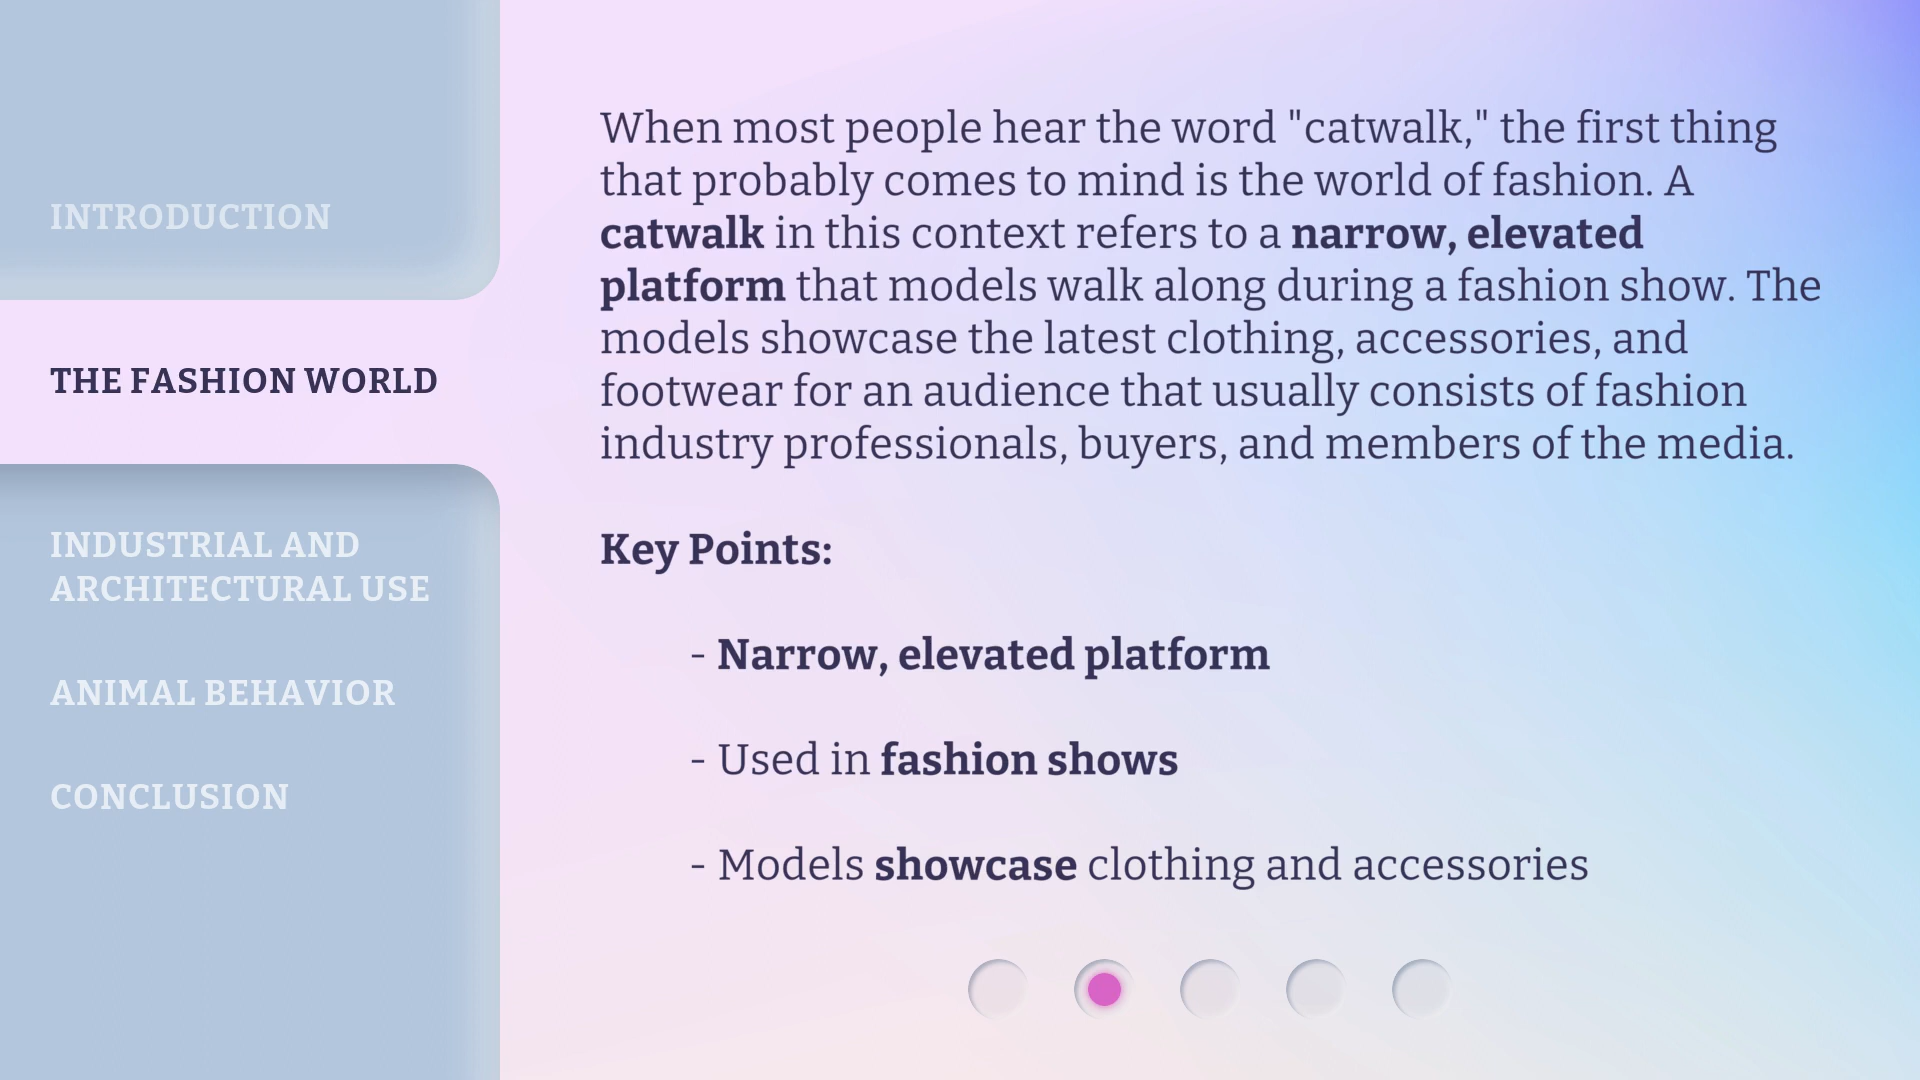 INTRODUCTION
THE FASHION WORLD
INDUSTRIAL AND
ARCHITECTURAL USE
ANIMAL BEHAVIOR
CONCLUSION
When most people hear the word "catwalk," the first thing
that probably comes to mind is the world of fashion. A
catwalk in this context refers to a narrow, elevated
platform that models walk along during a fashion show. The
models showcase the latest clothing, accessories, and
footwear for an audience that usually consists of fashion
industry professionals, buyers, and members of the media.
Key Points:
- Narrow, elevated platform
- Used in fashion shows
- Models showcase clothing and accessories